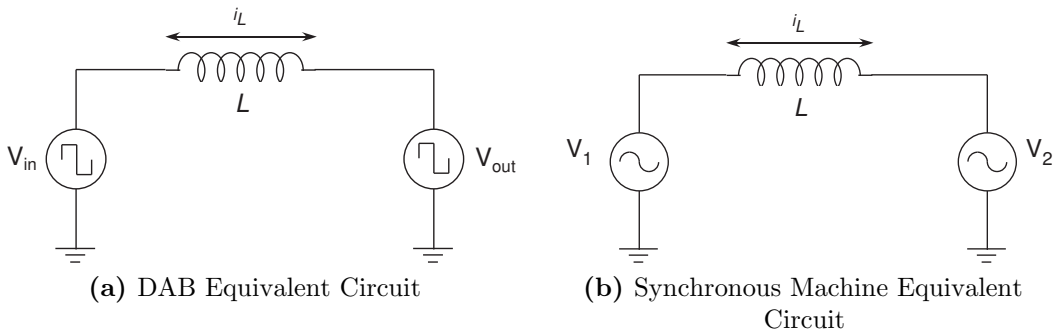 i_L
L
V_in
V_out
(a) DAB Equivalent Circuit
i_L
L
V_1
V_2
(b) Synchronous Machine Equivalent
Circuit